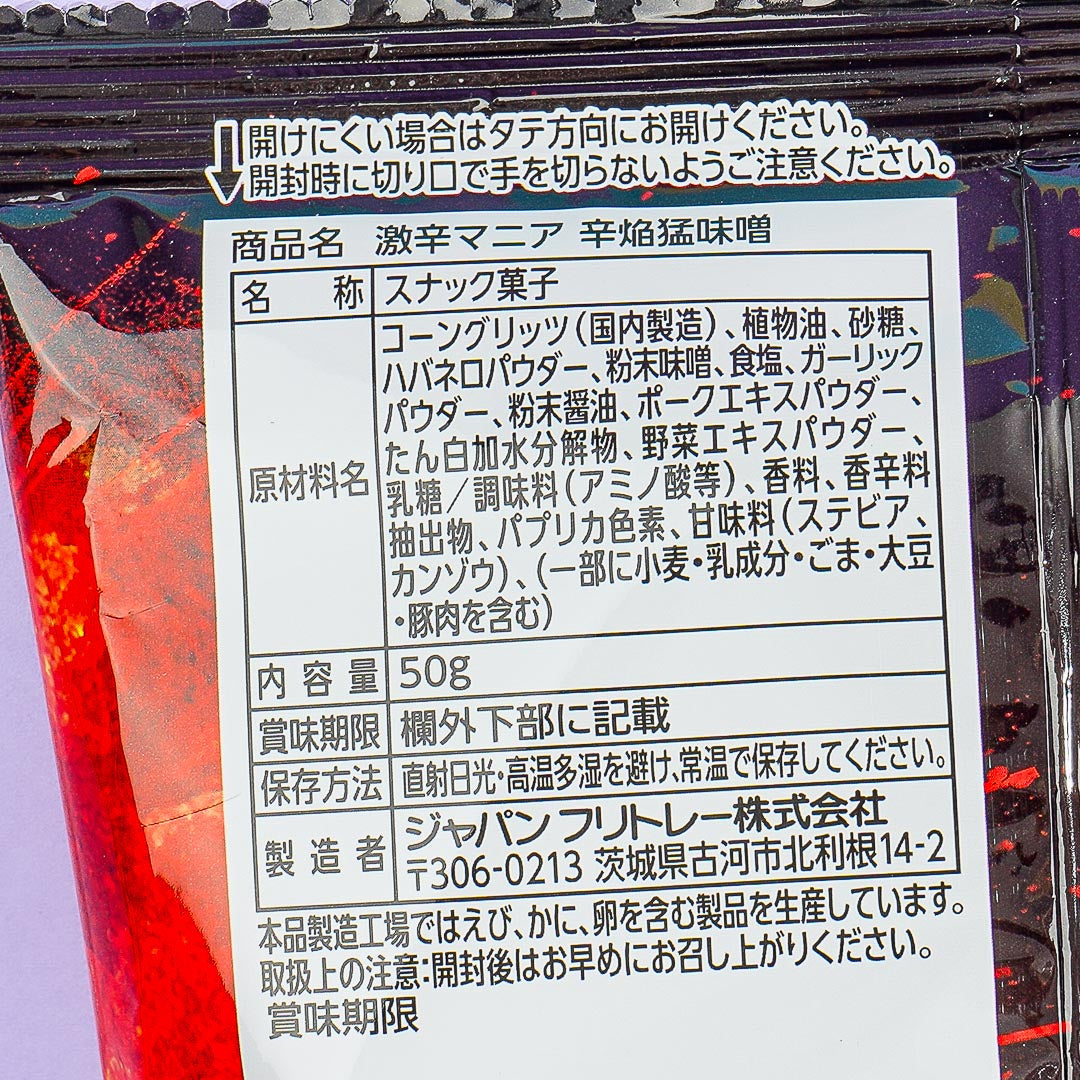 開けにくい場合はタテ方向にお開けください。
開封時に切り口で手を切らないようご注意ください。
商品名 激辛マニア 辛焔猛味噌
名称 スナック菓子
原材料名 コーングリッツ(国内製造)、植物油、砂糖、
ハバネロパウダー、粉末味噌、食塩、ガーリック
パウダー、粉末醤油、ポークエキスパウダー、
たん白加水分解物、野菜エキスパウダー、
乳糖/調味料(アミノ酸等)、香料、香辛料
抽出物、パプリカ色素、甘味料(ステビア、
カンゾウ)、(一部に小麦・乳成分・ごま・大豆
・豚肉を含む)
内容量 50g
賞味期限 欄外下部に記載
保存方法 直射日光・高温多湿を避け、常温で保存してください。
製造者 ジャパンフリトレー株式会社
〒306-0213 茨城県古河市北利根14-2
本品製造工場ではえび、かに、卵を含む製品を生産しています。
取扱上の注意:開封後はお早めにお召し上がりください。
賞味期限